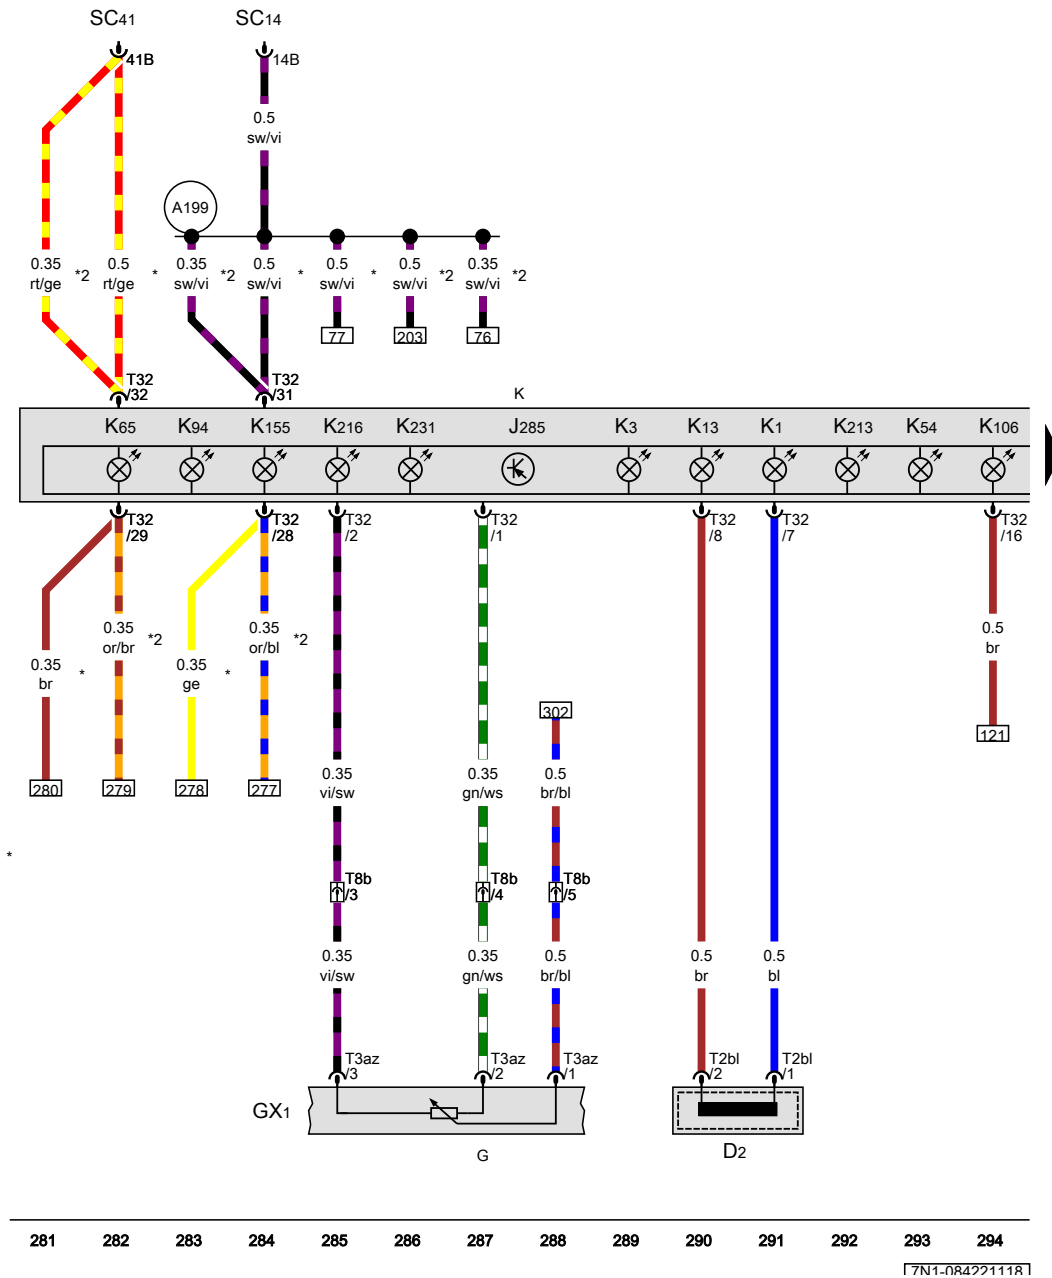 SC41
SC14
41B
14B
0.5
sw/vi
A199
0.35 *2 0.5 * 0.35 *2 0.5 * 0.5 * 0.5 *2 0.35 *2
rt/ge rt/ge sw/vi sw/vi sw/vi sw/vi sw/vi
77 203 76
T32 T32
/32 /31
K
K65 K94 K155 K216 K231 J285 K3 K13 K1 K213 K54 K106
T32 T32 T32 T32 T32 T32 T32
/29 /28 /2 /1 /8 /7 /16
0.35 *2 0.35 *2 0.5
or/br or/bl br
0.35 * 0.35 *
br ge
302
121
280 279 278 277
0.35 0.35 0.5
vi/sw gn/ws br/bl
*
T8b T8b T8b
/3 /4 /5
0.35 0.35 0.5 0.5 0.5
vi/sw gn/ws br/bl br bl
T3az T3az T3az T2bl T2bl
/3 /2 /1 /2 /1
GX1
G
D2
281 282 283 284 285 286 287 288 289 290 291 292 293 294
7N1-084221118